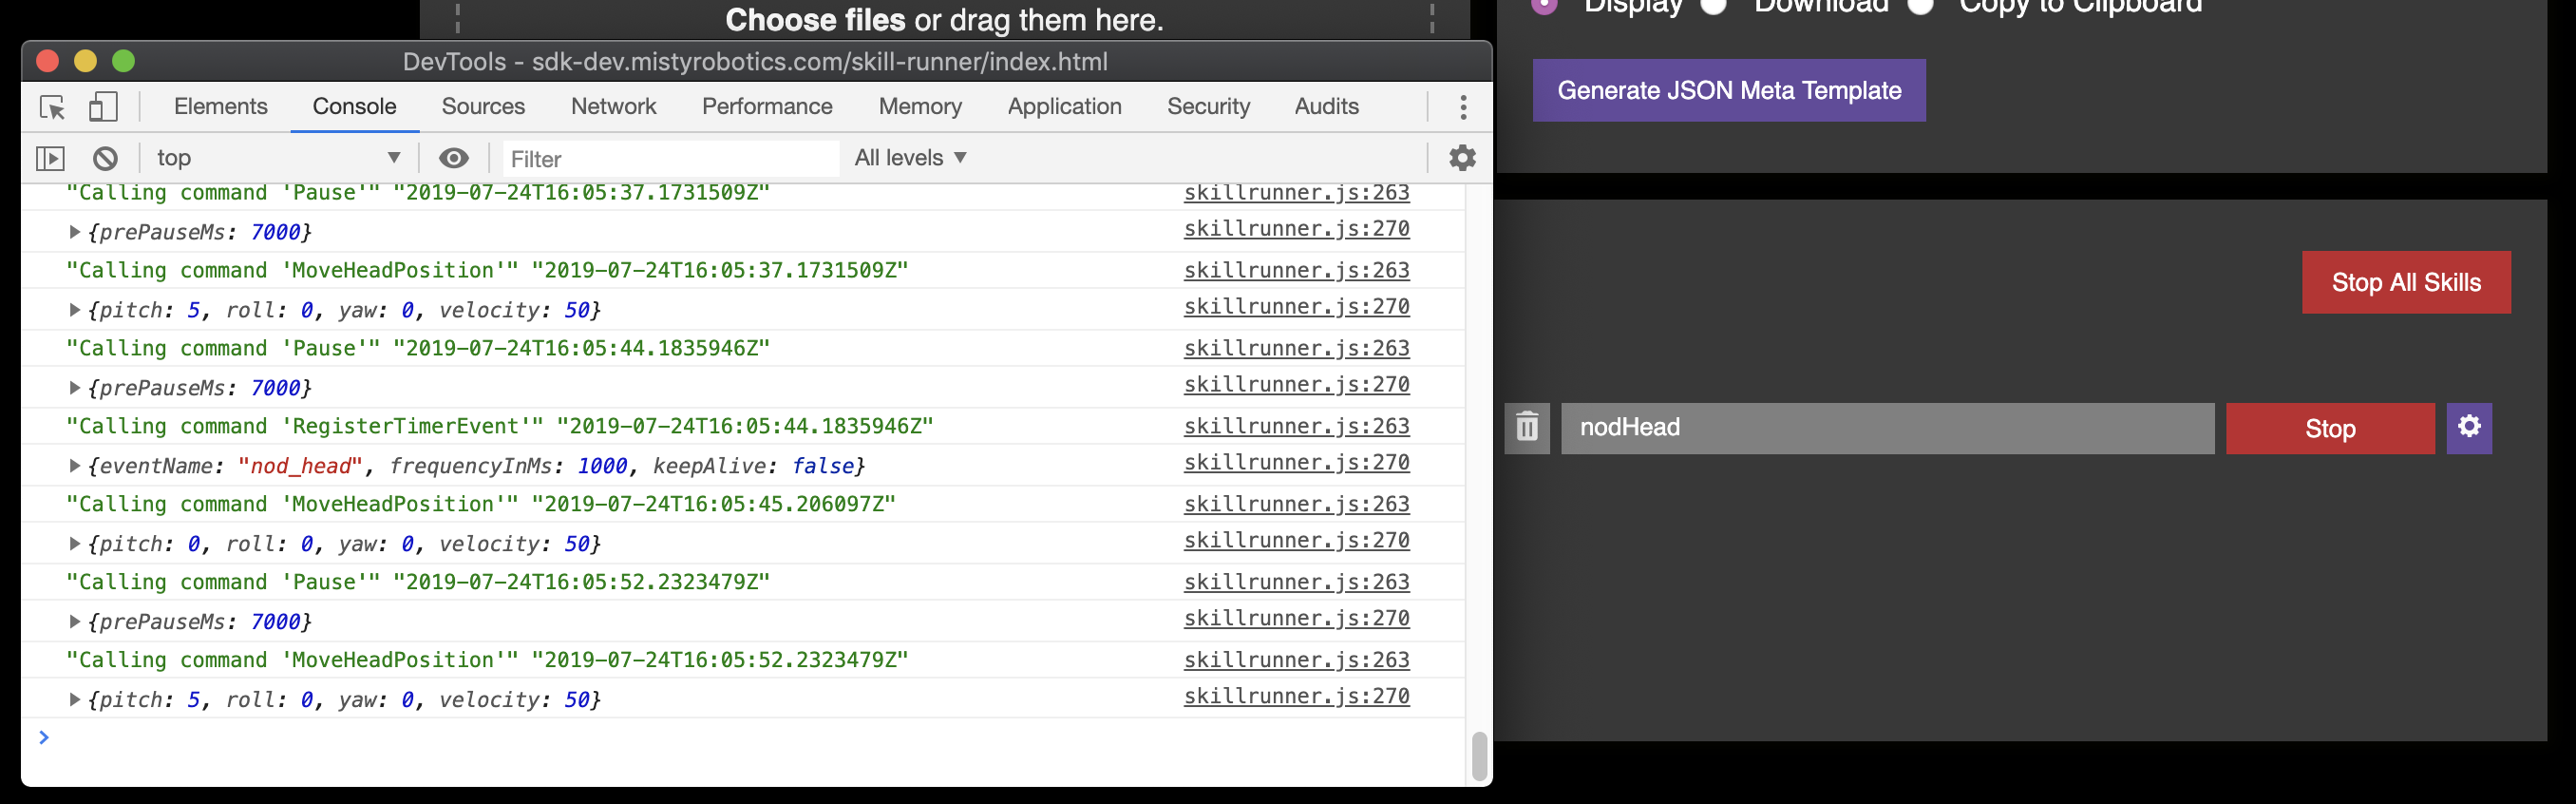 Choose files or drag them here.
Display Download Copy to Clipboard
DevTools - sdk-dev.mistyrobotics.com/skill-runner/index.html
Generate JSON Meta Template
Elements Console Sources Network Performance Memory Application Security Audits
top Filter All levels
"Calling command 'Pause'" "2019-07-24T16:05:37.1731509Z" skillrunner.js:263
{prePauseMs: 7000} skillrunner.js:270
"Calling command 'MoveHeadPosition'" "2019-07-24T16:05:37.1731509Z" skillrunner.js:263
{pitch: 5, roll: 0, yaw: 0, velocity: 50} skillrunner.js:270
"Calling command 'Pause'" "2019-07-24T16:05:44.1835946Z" skillrunner.js:263
{prePauseMs: 7000} skillrunner.js:270
"Calling command 'RegisterTimerEvent'" "2019-07-24T16:05:44.1835946Z" skillrunner.js:263
{eventName: "nod_head", frequencyInMs: 1000, keepAlive: false} skillrunner.js:270
"Calling command 'MoveHeadPosition'" "2019-07-24T16:05:45.206097Z" skillrunner.js:263
{pitch: 0, roll: 0, yaw: 0, velocity: 50} skillrunner.js:270
"Calling command 'Pause'" "2019-07-24T16:05:52.2323479Z" skillrunner.js:263
{prePauseMs: 7000} skillrunner.js:270
"Calling command 'MoveHeadPosition'" "2019-07-24T16:05:52.2323479Z" skillrunner.js:263
{pitch: 5, roll: 0, yaw: 0, velocity: 50} skillrunner.js:270
Stop All Skills
nodHead Stop